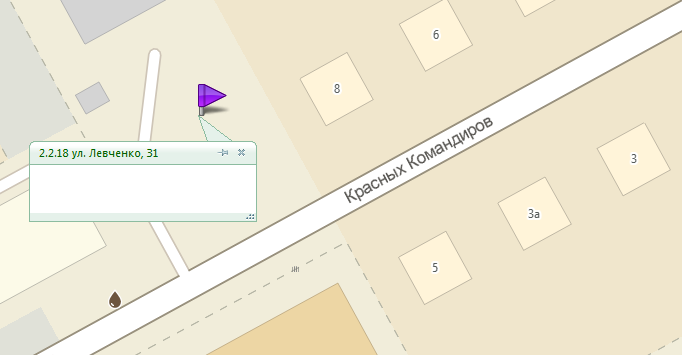 6
8
Красных Командиров
2.2.18 ул. Левченко, 31
3
3а
5